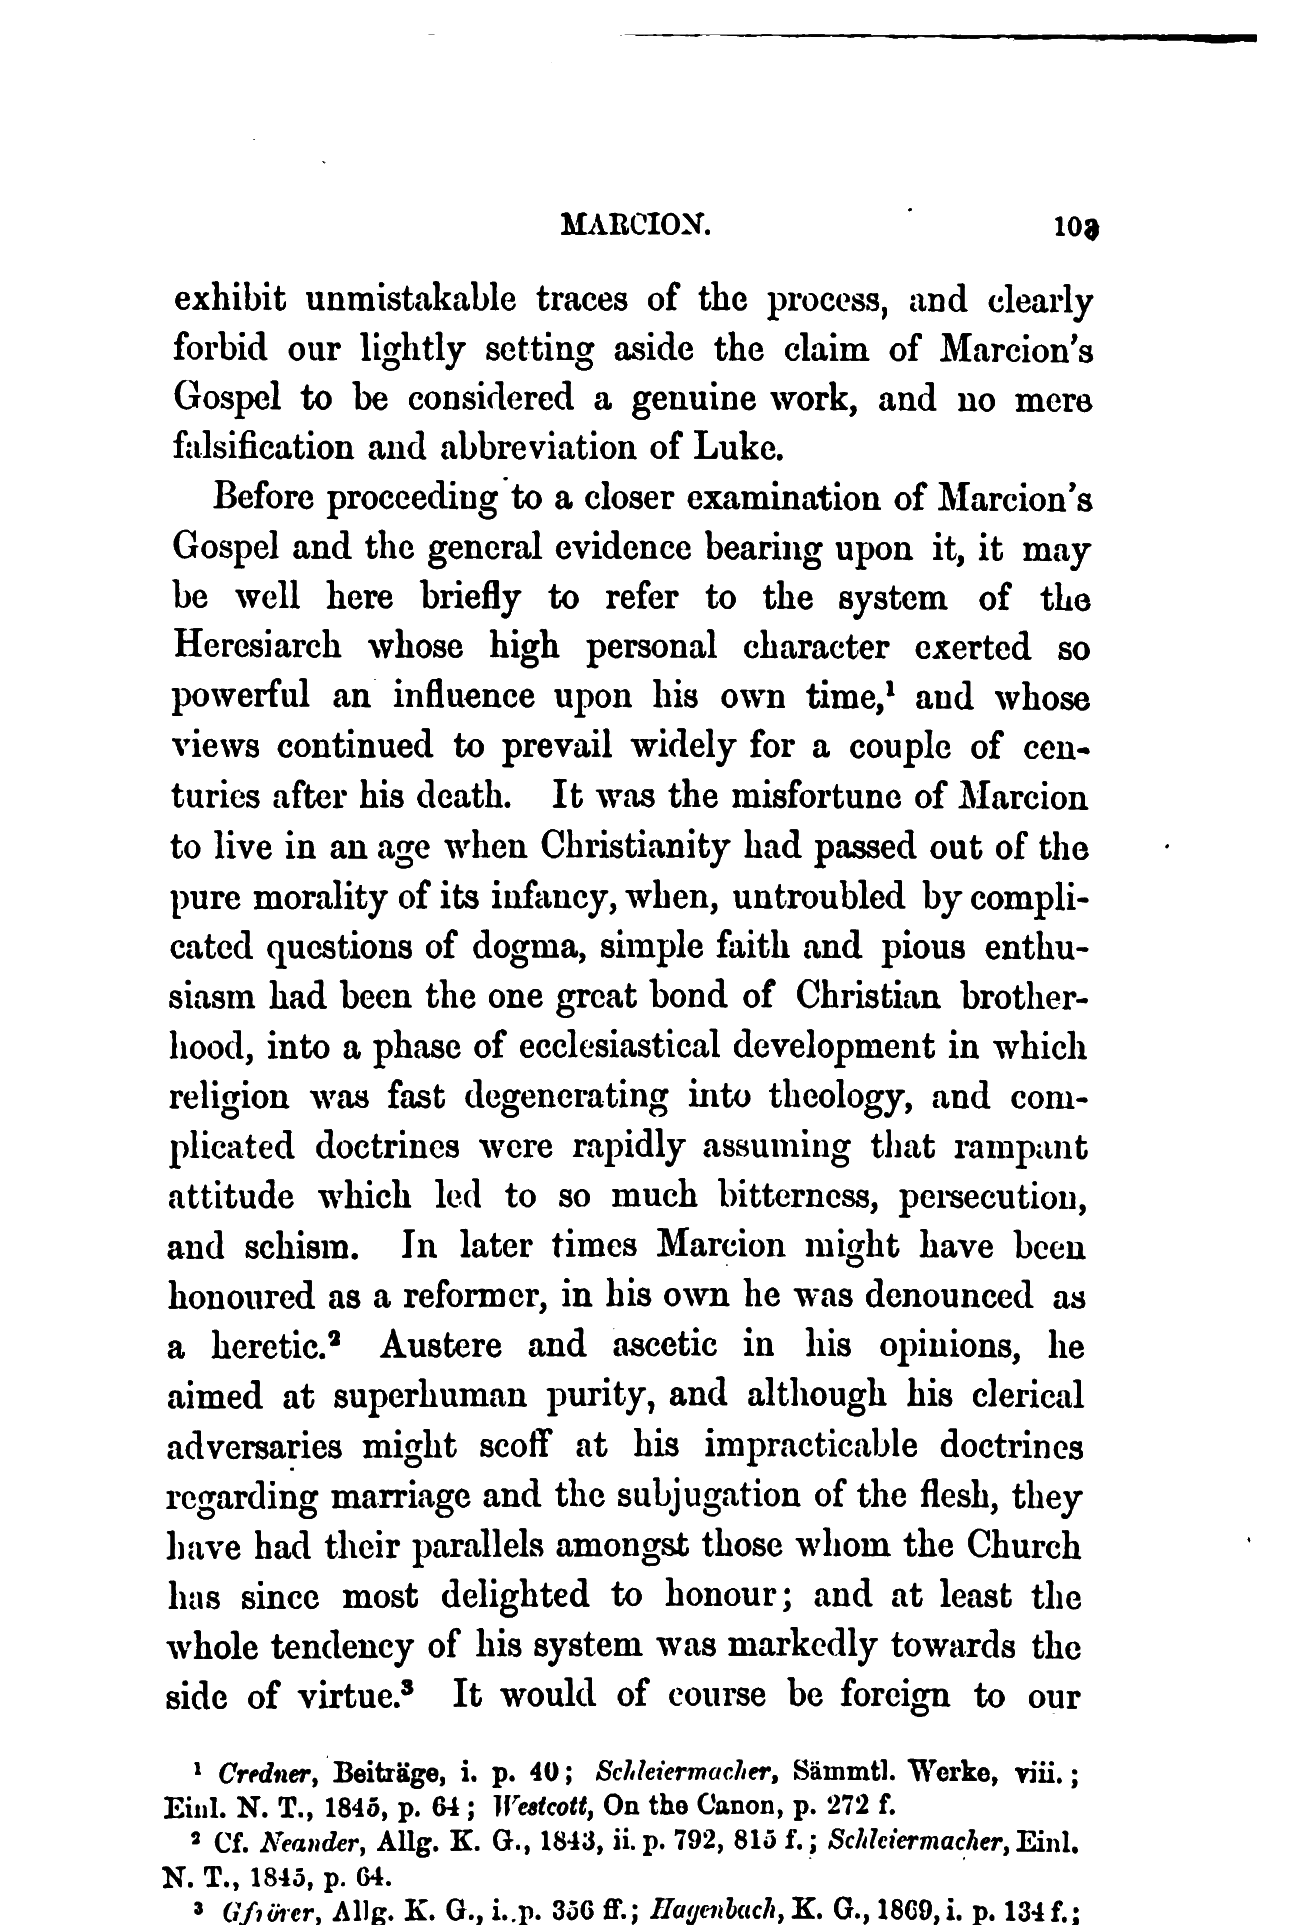 MARCION. 103
exhibit unmistakable traces of the process, and clearly
forbid our lightly setting aside the claim of Marcion's
Gospel to be considered a genuine work, and no mere
falsification and abbreviation of Luke.
Before proceeding to a closer examination of Marcion's
Gospel and the general evidence bearing upon it, it may
be well here briefly to refer to the system of the
Heresiarch whose high personal character exerted so
powerful an influence upon his own time,¹ and whose
views continued to prevail widely for a couple of cen-
turies after his death. It was the misfortune of Marcion
to live in an age when Christianity had passed out of the
pure morality of its infancy, when, untroubled by compli-
cated questions of dogma, simple faith and pious enthu-
siasm had been the one great bond of Christian brother-
hood, into a phase of ecclesiastical development in which
religion was fast degenerating into theology, and com-
plicated doctrines were rapidly assuming that rampant
attitude which led to so much bitterness, persecution,
and schism. In later times Marcion might have been
honoured as a reformer, in his own he was denounced as
a heretic.² Austere and ascetic in his opinions, he
aimed at superhuman purity, and although his clerical
adversaries might scoff at his impracticable doctrines
regarding marriage and the subjugation of the flesh, they
have had their parallels amongst those whom the Church
has since most delighted to honour; and at least the
whole tendency of his system was markedly towards the
side of virtue.³ It would of course be foreign to our
¹ Credner, Beiträge, i. p. 40; Schleiermacher, Sämmtl. Werke, viii.;
Einl. N. T., 1845, p. 64; Westcott, On the Canon, p. 272 f.
² Cf. Neander, Allg. K. G., 1843, ii. p. 792, 815 f.; Schleiermacher, Einl.
N. T., 1845, p. 64.
³ Gfrörer, Allg. K. G., i. p. 356 ff.; Hagenbach, K. G., 1869, i. p. 134 f.;